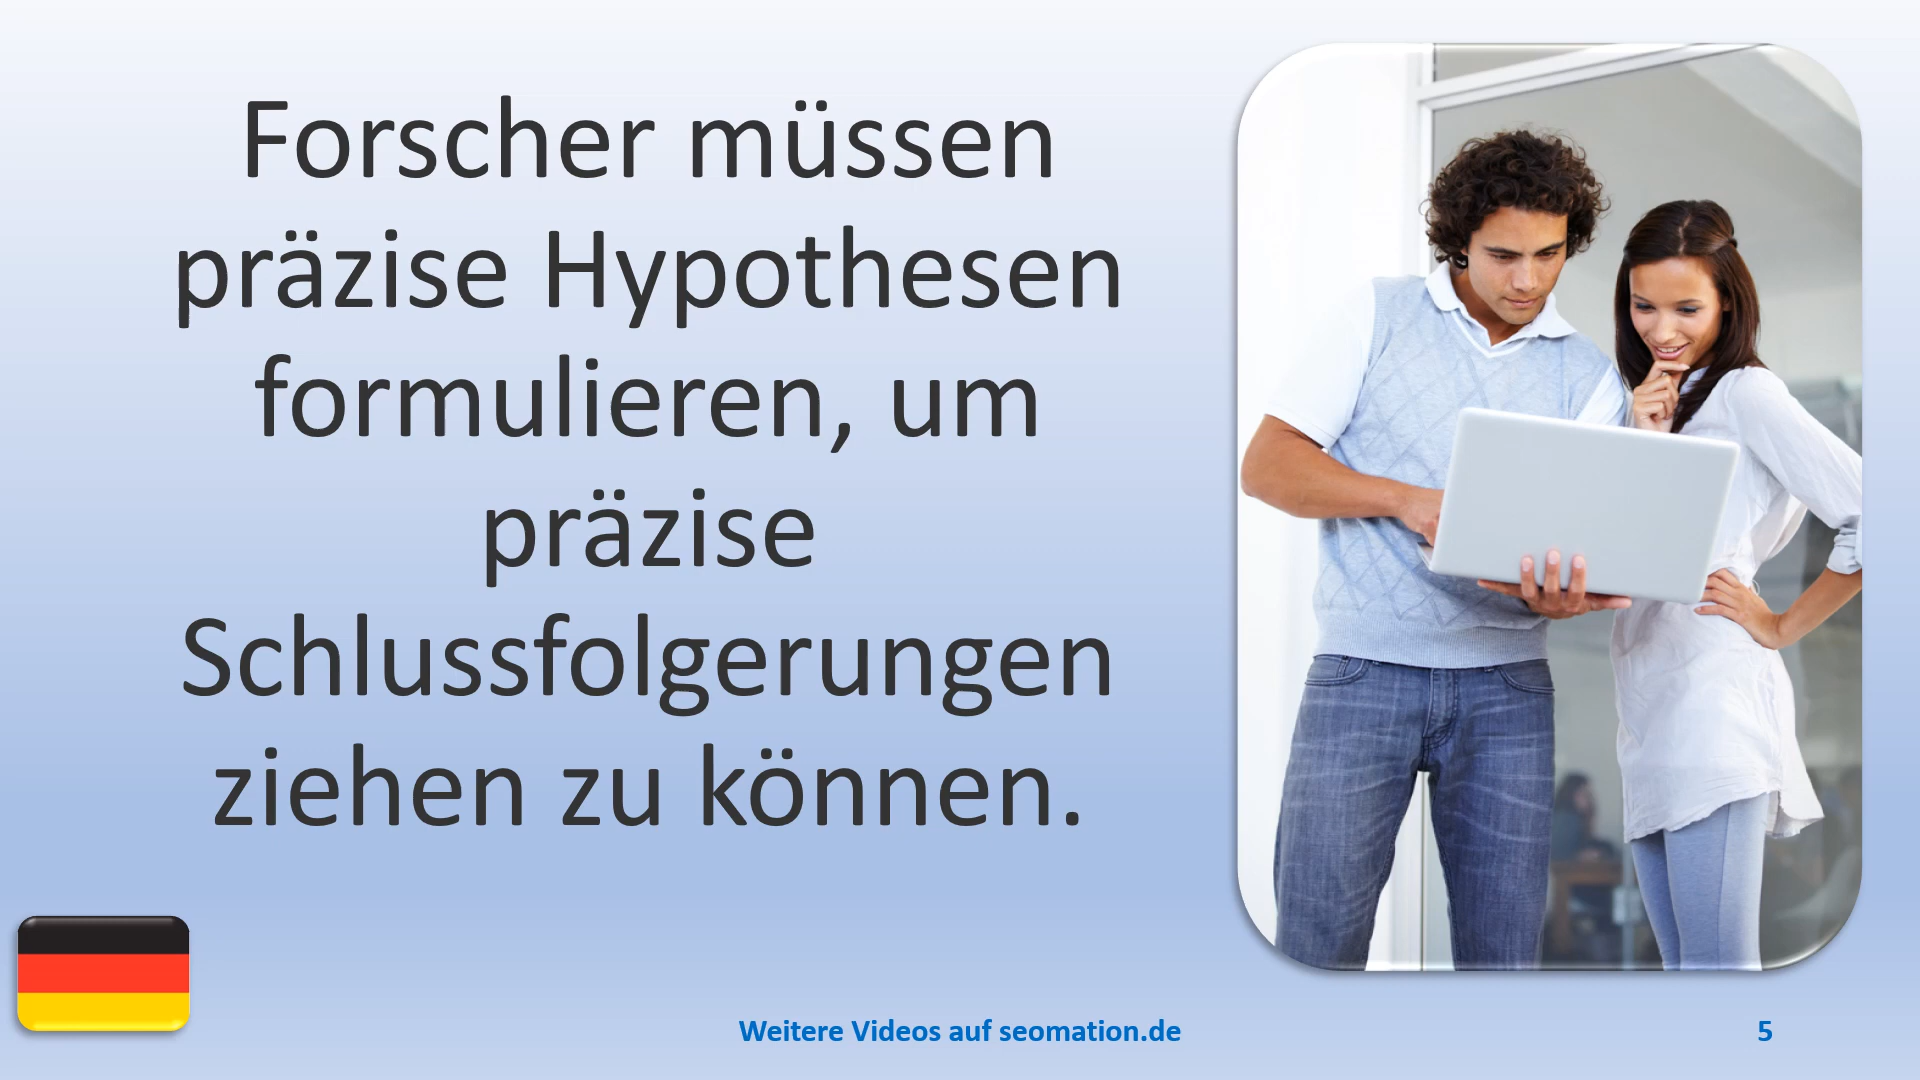 Forscher müssen
präzise Hypothesen
formulieren, um
präzise
Schlussfolgerungen
ziehen zu können.
Weitere Videos auf seomation.de
5